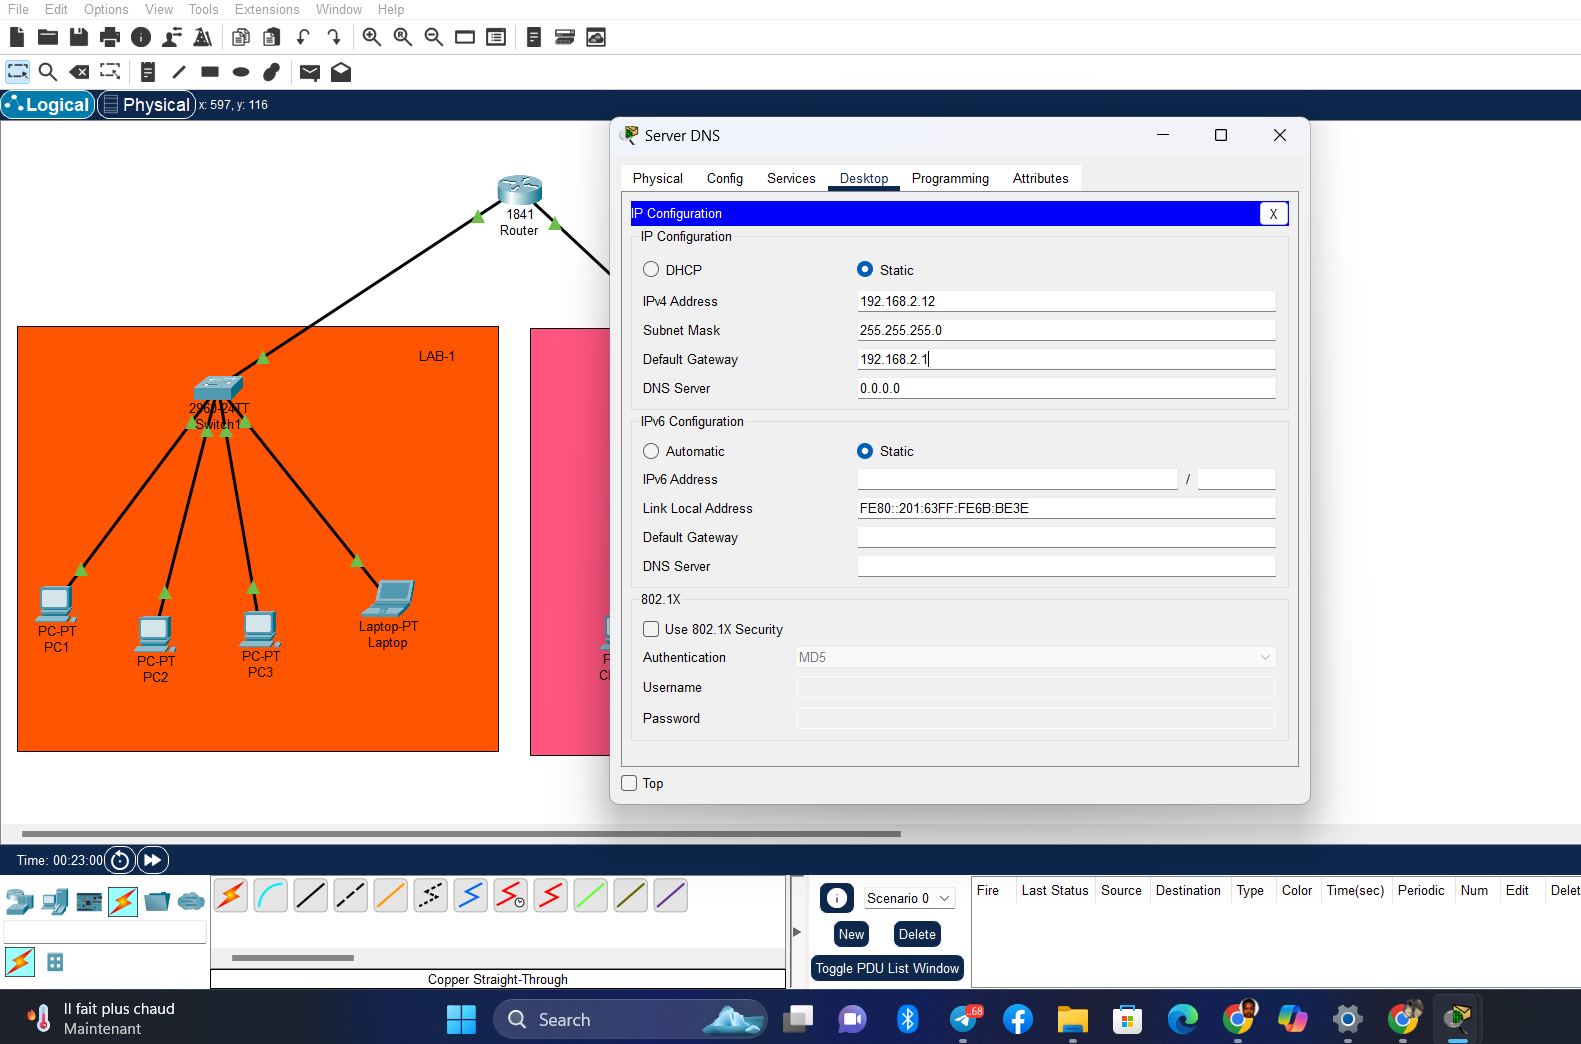 File Edit Options View Tools Extensions Window Help
Logical Physical x: 597, y: 116
Server DNS
Physical Config Services Desktop Programming Attributes
IP Configuration X
IP Configuration
DHCP Static
IPv4 Address 192.168.2.12
Subnet Mask 255.255.255.0
Default Gateway 192.168.2.1
DNS Server 0.0.0.0
IPv6 Configuration
Automatic Static
IPv6 Address /
Link Local Address FE80::201:63FF:FE6B:BE3E
Default Gateway
DNS Server
802.1X
Use 802.1X Security
Authentication MD5
Username
Password
Top
1841
Router
LAB-1
2960-24TT
Switch1
PC-PT
PC1
PC-PT
PC2
PC-PT
PC3
Laptop-PT
Laptop
Time: 00:23:00
Scenario 0
New Delete
Toggle PDU List Window
Fire Last Status Source Destination Type Color Time(sec) Periodic Num Edit Delet
Copper Straight-Through
Il fait plus chaud
Maintenant
Search
..68